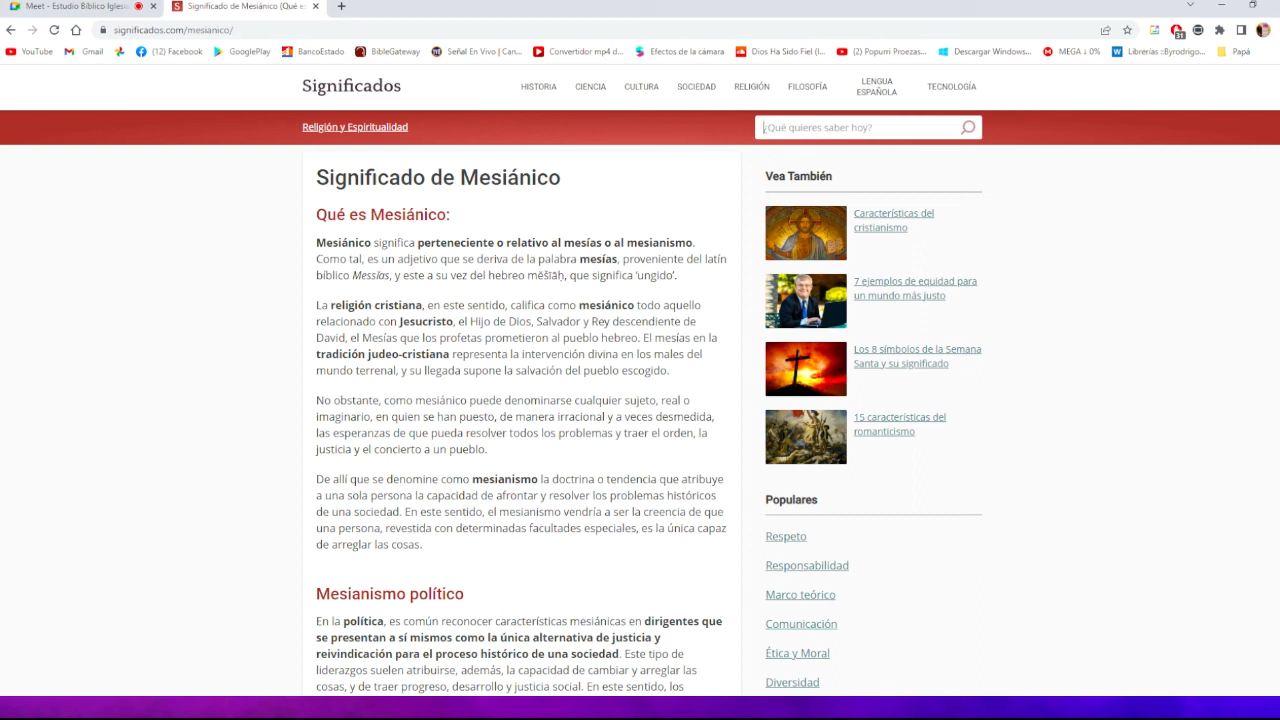 Meet - Estudio Bíblico Iglesi
Significado de Mesiánico (Qué e
significados.com/mesianico/
31
YouTube
Gmail
(12) Facebook
GooglePlay
BancoEstado
BibleGateway
Señal En Vivo | Can...
Convertidor mp4 d...
Efectos de la cámara
Dios Ha Sido Fiel (I...
(2) Popurri Proezas...
Descargar Windows...
MEGA ↓ 0%
Librerías ::Byrodrigo...
Papá
Significados
HISTORIA
CIENCIA
CULTURA
SOCIEDAD
RELIGIÓN
FILOSOFÍA
LENGUA
ESPAÑOLA
TECNOLOGÍA
Religión y Espiritualidad
¿Qué quieres saber hoy?
Significado de Mesiánico
Qué es Mesiánico:
Mesiánico significa perteneciente o relativo al mesías o al mesianismo.
Como tal, es un adjetivo que se deriva de la palabra mesías, proveniente del latín
bíblico Messías, y este a su vez del hebreo mĕšīăḥ, que significa ‘ungido’.
La religión cristiana, en este sentido, califica como mesiánico todo aquello
relacionado con Jesucristo, el Hijo de Dios, Salvador y Rey descendiente de
David, el Mesías que los profetas prometieron al pueblo hebreo. El mesías en la
tradición judeo-cristiana representa la intervención divina en los males del
mundo terrenal, y su llegada supone la salvación del pueblo escogido.
No obstante, como mesiánico puede denominarse cualquier sujeto, real o
imaginario, en quien se han puesto, de manera irracional y a veces desmedida,
las esperanzas de que pueda resolver todos los problemas y traer el orden, la
justicia y el concierto a un pueblo.
De allí que se denomine como mesianismo la doctrina o tendencia que atribuye
a una sola persona la capacidad de afrontar y resolver los problemas históricos
de una sociedad. En este sentido, el mesianismo vendría a ser la creencia de que
una persona, revestida con determinadas facultades especiales, es la única capaz
de arreglar las cosas.
Mesianismo político
En la política, es común reconocer características mesiánicas en dirigentes que
se presentan a sí mismos como la única alternativa de justicia y
reivindicación para el proceso histórico de una sociedad. Este tipo de
liderazgos suelen atribuirse, además, la capacidad de cambiar y arreglar las
cosas, y de traer progreso, desarrollo y justicia social. En este sentido, los
Vea También
Características del
cristianismo
7 ejemplos de equidad para
un mundo más justo
Los 8 símbolos de la Semana
Santa y su significado
15 características del
romanticismo
Populares
Respeto
Responsabilidad
Marco teórico
Comunicación
Ética y Moral
Diversidad